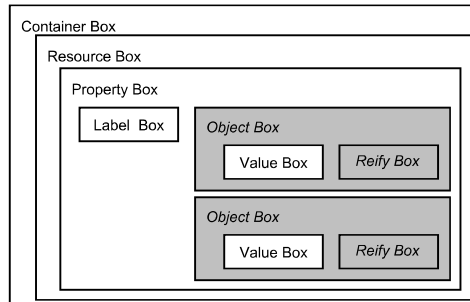 Container Box
Resource Box
Property Box
Label Box
Object Box
Value Box
Reify Box
Object Box
Value Box
Reify Box